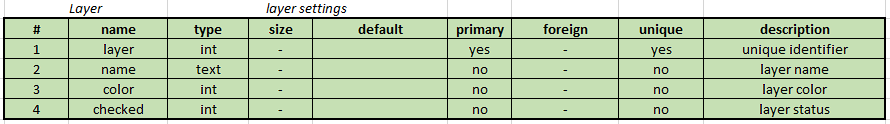 Layer layer settings
# name type size default primary foreign unique description
1 layer int - yes - yes unique identifier
2 name text - no - no layer name
3 color int - no - no layer color
4 checked int - no - no layer status